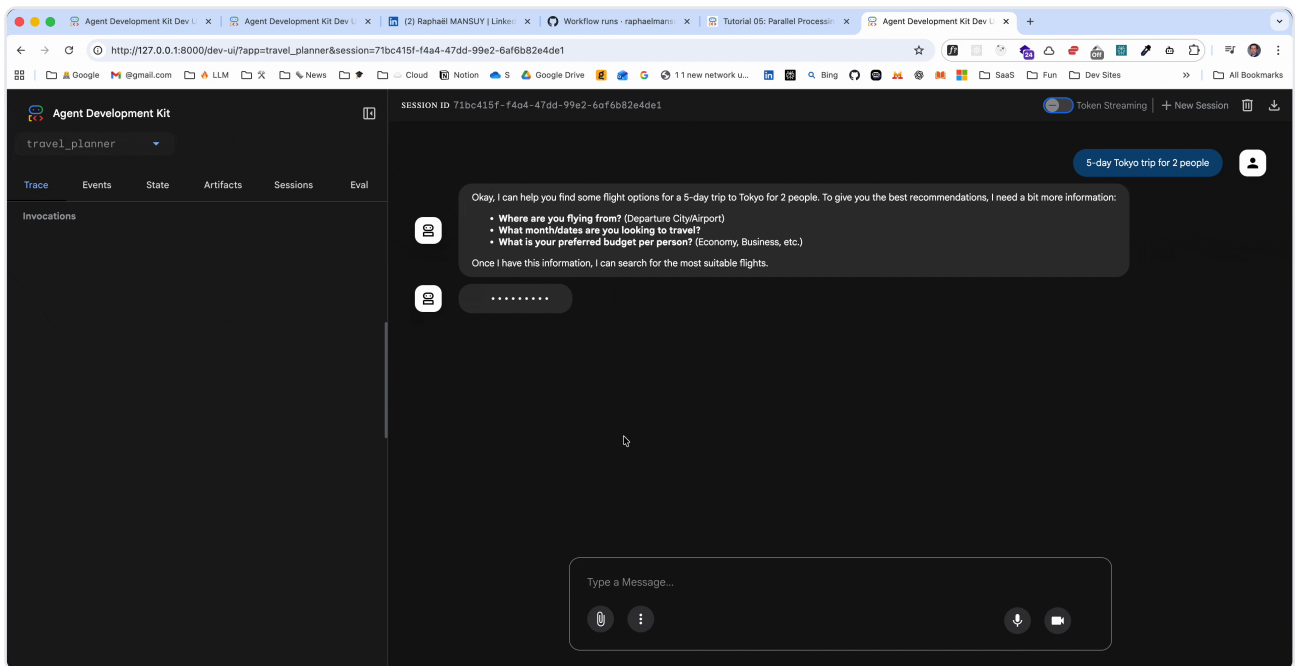 Agent Development Kit Dev U
Agent Development Kit Dev U
(2) Raphaël MANSUY | Linked
Workflow runs · raphaelmans
Tutorial 05: Parallel Processin
Agent Development Kit Dev U
http://127.0.0.1:8000/dev-ui/?app=travel_planner&session=71bc415f-f4a4-47dd-99e2-6af6b82e4de1
24
Off
Google
@gmail.com
LLM
News
Cloud
Notion
S
Google Drive
1 1 new network u...
Bing
SaaS
Fun
Dev Sites
All Bookmarks
Agent Development Kit
SESSION ID 71bc415f-f4a4-47dd-99e2-6af6b82e4de1
Token Streaming
+ New Session
travel_planner
Trace Events State Artifacts Sessions Eval
Invocations
5-day Tokyo trip for 2 people
Okay, I can help you find some flight options for a 5-day trip to Tokyo for 2 people. To give you the best recommendations, I need a bit more information:
• Where are you flying from? (Departure City/Airport)
• What month/dates are you looking to travel?
• What is your preferred budget per person? (Economy, Business, etc.)
Once I have this information, I can search for the most suitable flights.
Type a Message...